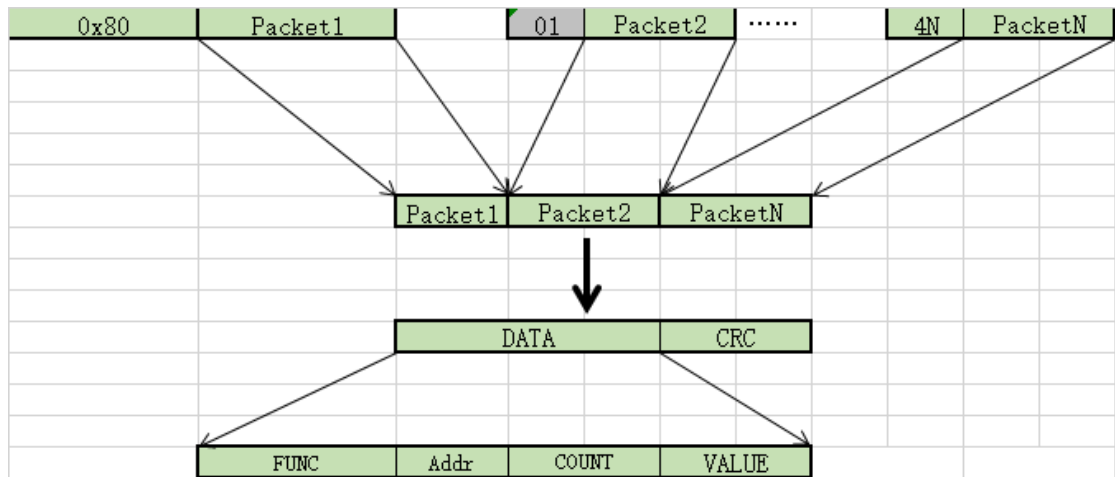 0x80 Packet1 01 Packet2 ...... 4N PacketN
Packet1 Packet2 PacketN
DATA CRC
FUNC Addr COUNT VALUE